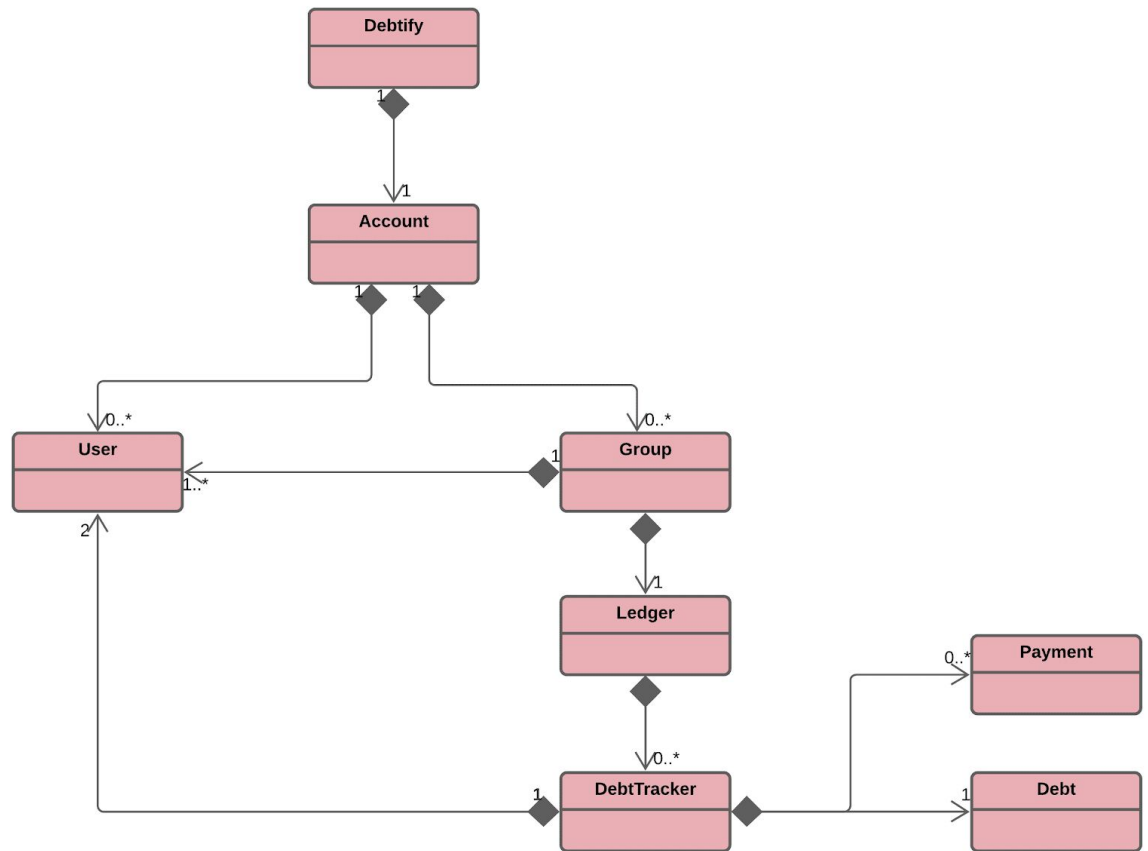 Debtify
1
1
Account
1
1
0..*
0..*
User
Group
1
1..*
2
1
Ledger
0..*
Payment
0..*
DebtTracker
1
1
Debt